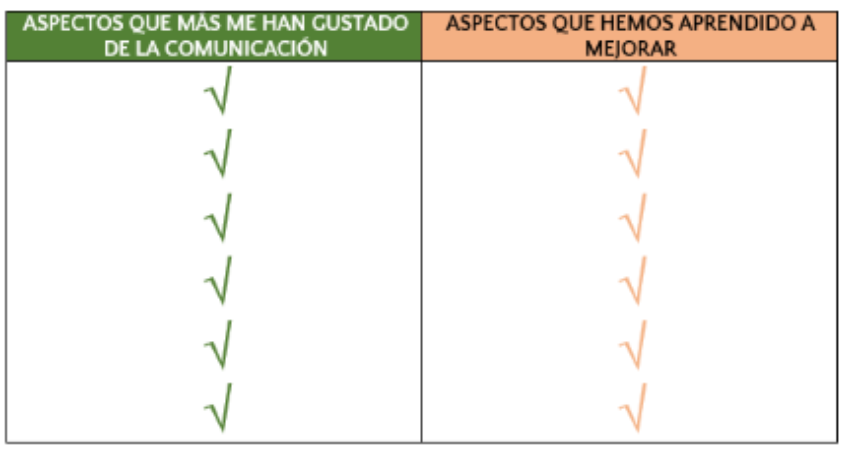 ASPECTOS QUE MÁS ME HAN GUSTADO
DE LA COMUNICACIÓN
ASPECTOS QUE HEMOS APRENDIDO A
MEJORAR
√ √
√ √
√ √
√ √
√ √
√ √